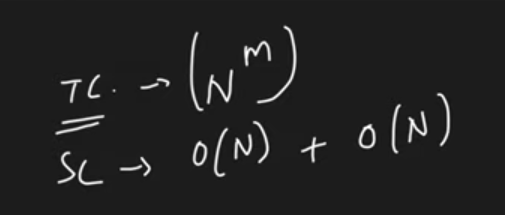 TC. → (N^m)
SC → O(N) + O(N)